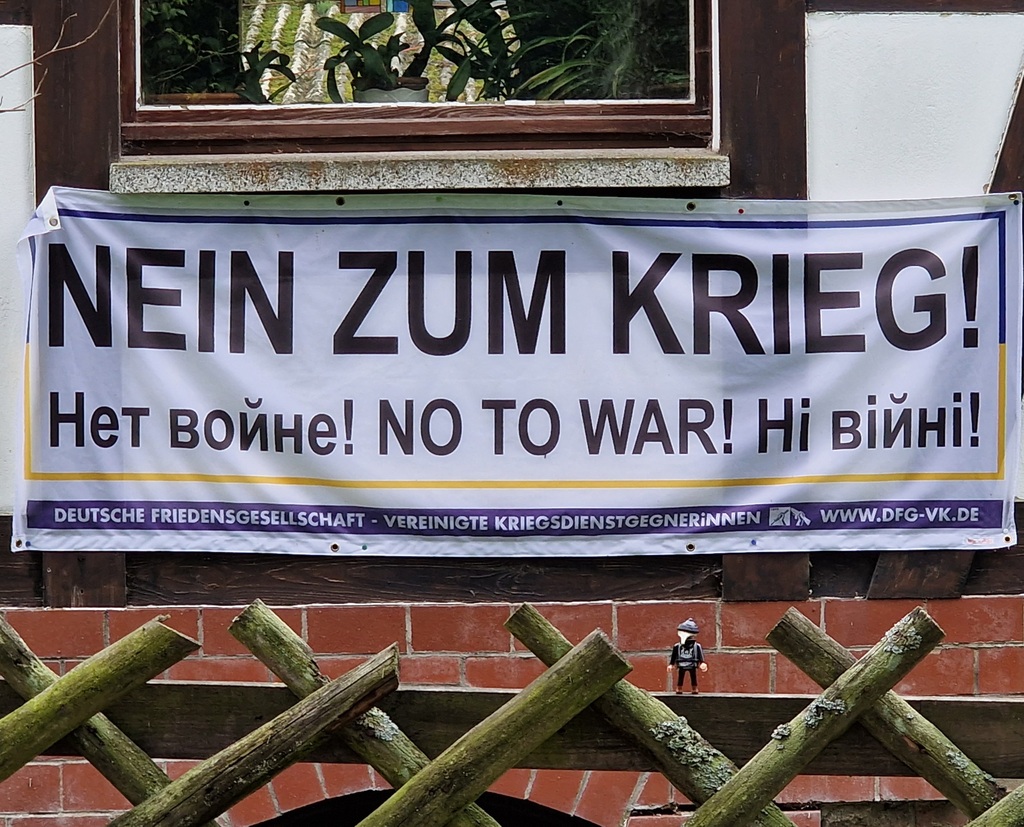 NEIN ZUM KRIEG!
Нет войне! NO TO WAR! Ні війні!
DEUTSCHE FRIEDENSGESELLSCHAFT - VEREINIGTE KRIEGSDIENSTGEGNERiNNEN WWW.DFG-VK.DE